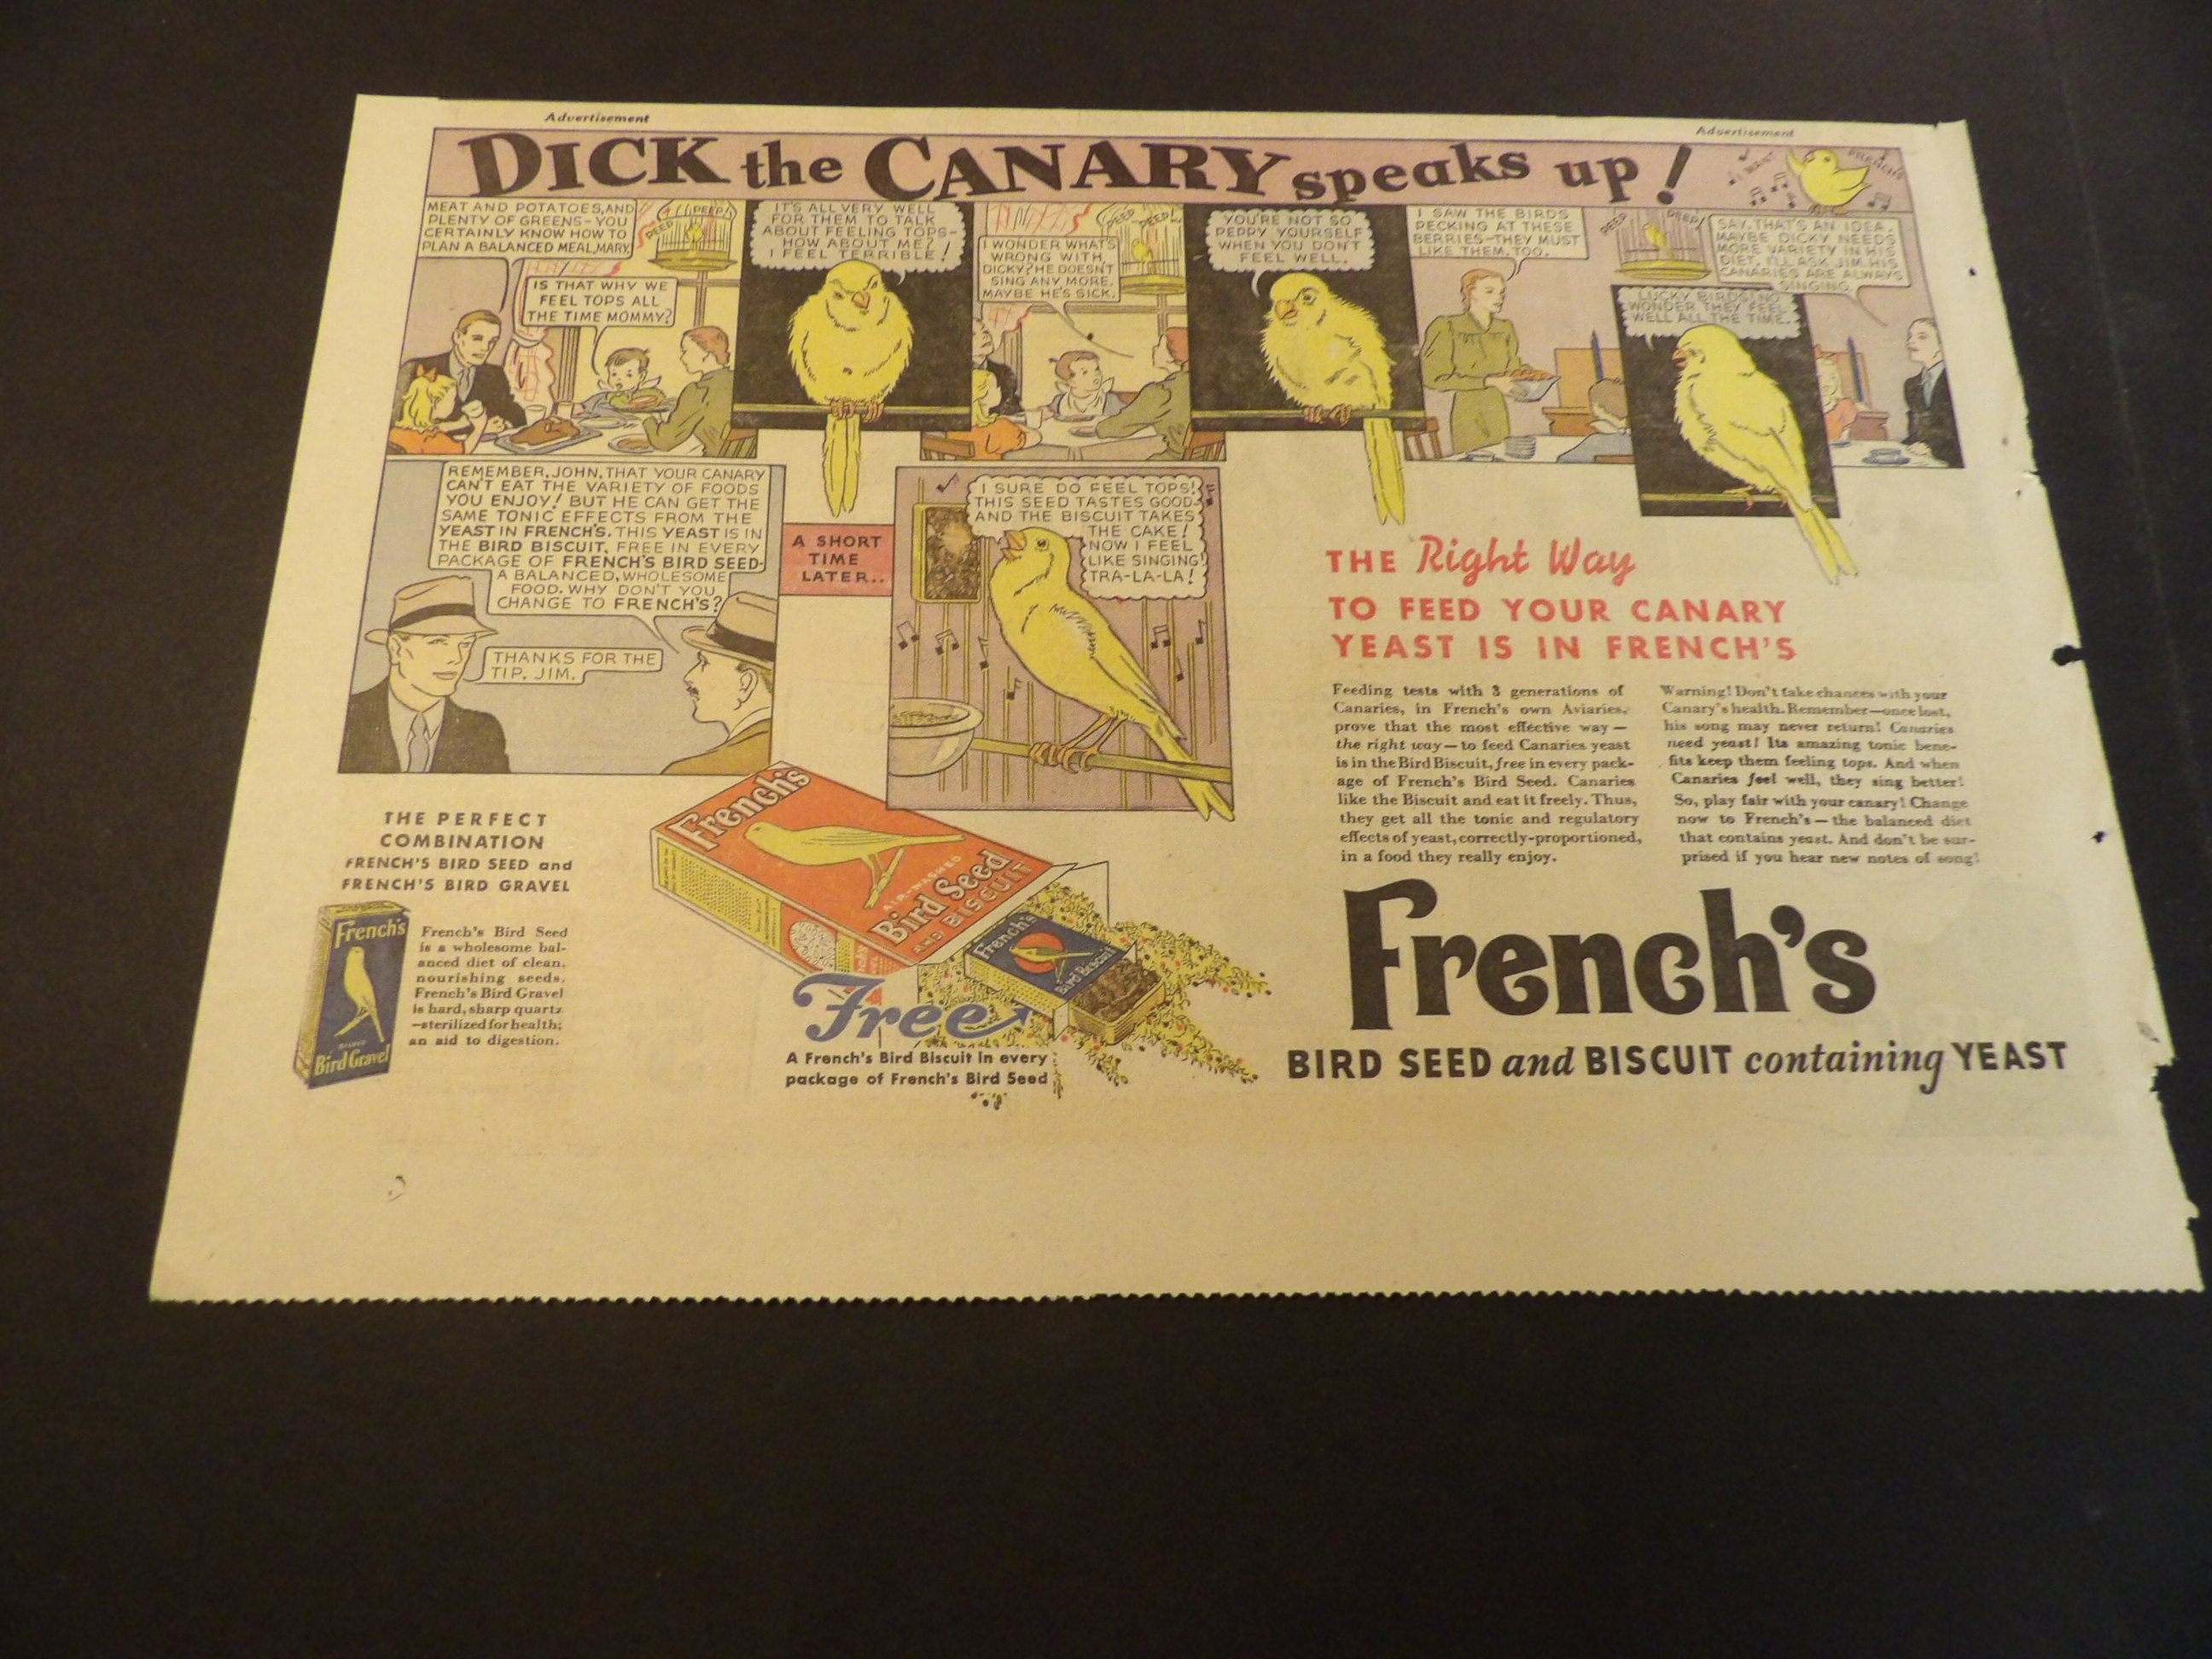 Advertisement
Advertisement
DICK the CANARY speaks up!
I WANT
FRENCH'S
MEAT AND POTATOES, AND
PLENTY OF GREENS-YOU
CERTAINLY KNOW HOW TO
PLAN A BALANCED MEAL, MARY.
PEEP
PEEP!
IS THAT WHY WE
FEEL TOPS ALL
THE TIME MOMMY?
IT'S ALL VERY WELL
FOR THEM TO TALK
ABOUT FEELING TOPS-
HOW ABOUT ME?
I FEEL TERRIBLE!
PEEP
PEEP!
I WONDER WHAT'S
WRONG WITH
DICKY? HE DOESN'T
SING ANY MORE.
MAYBE HE'S SICK.
YOU'RE NOT SO
PEPPY YOURSELF
WHEN YOU DON'T
FEEL WELL.
I SAW THE BIRDS
PECKING AT THESE
BERRIES-THEY MUST
LIKE THEM, TOO.
PEEP
PEEP!
LUCKY BIRDS! NO
WONDER THEY FEEL
WELL ALL THE TIME.
SAY, THAT'S AN IDEA.
MAYBE DICKY NEEDS
MORE VARIETY IN HIS
DIET. I'LL ASK JIM. HIS
CANARIES ARE ALWAYS
SINGING.
REMEMBER, JOHN, THAT YOUR CANARY
CAN'T EAT THE VARIETY OF FOODS
YOU ENJOY! BUT HE CAN GET THE
SAME TONIC EFFECTS FROM THE
YEAST IN FRENCH'S. THIS YEAST IS IN
THE BIRD BISCUIT, FREE IN EVERY
PACKAGE OF FRENCH'S BIRD SEED-
A BALANCED, WHOLESOME
FOOD. WHY DON'T YOU
CHANGE TO FRENCH'S?
THANKS FOR THE
TIP, JIM.
A SHORT
TIME
LATER..
I SURE DO FEEL TOPS!
THIS SEED TASTES GOOD-
AND THE BISCUIT TAKES
THE CAKE!
NOW I FEEL
LIKE SINGING!
TRA-LA-LA!
THE Right Way
TO FEED YOUR CANARY
YEAST IS IN FRENCH'S
Feeding tests with 3 generations of
Canaries, in French's own Aviaries,
prove that the most effective way—
the right way—to feed Canaries yeast
is in the Bird Biscuit, free in every pack-
age of French's Bird Seed. Canaries
like the Biscuit and eat it freely. Thus,
they get all the tonic and regulatory
effects of yeast, correctly-proportioned,
in a food they really enjoy.
Warning! Don't take chances with your
Canary's health. Remember—once lost,
his song may never return! Canaries
need yeast! Its amazing tonic bene-
fits keep them feeling tops. And when
Canaries feel well, they sing better!
So, play fair with your canary! Change
now to French's—the balanced diet
that contains yeast. And don't be sur-
prised if you hear new notes of song!
THE PERFECT
COMBINATION
FRENCH'S BIRD SEED and
FRENCH'S BIRD GRAVEL
French's
Bird Gravel
French's Bird Seed
is a wholesome bal-
anced diet of clean,
nourishing seeds.
French's Bird Gravel
is hard, sharp quartz
—sterilized for health;
an aid to digestion.
French's
AIR-WASHED
Bird Seed
AND BISCUIT
French's
Bird Biscuit
Free
A French's Bird Biscuit in every
package of French's Bird Seed
French's
BIRD SEED and BISCUIT containing YEAST